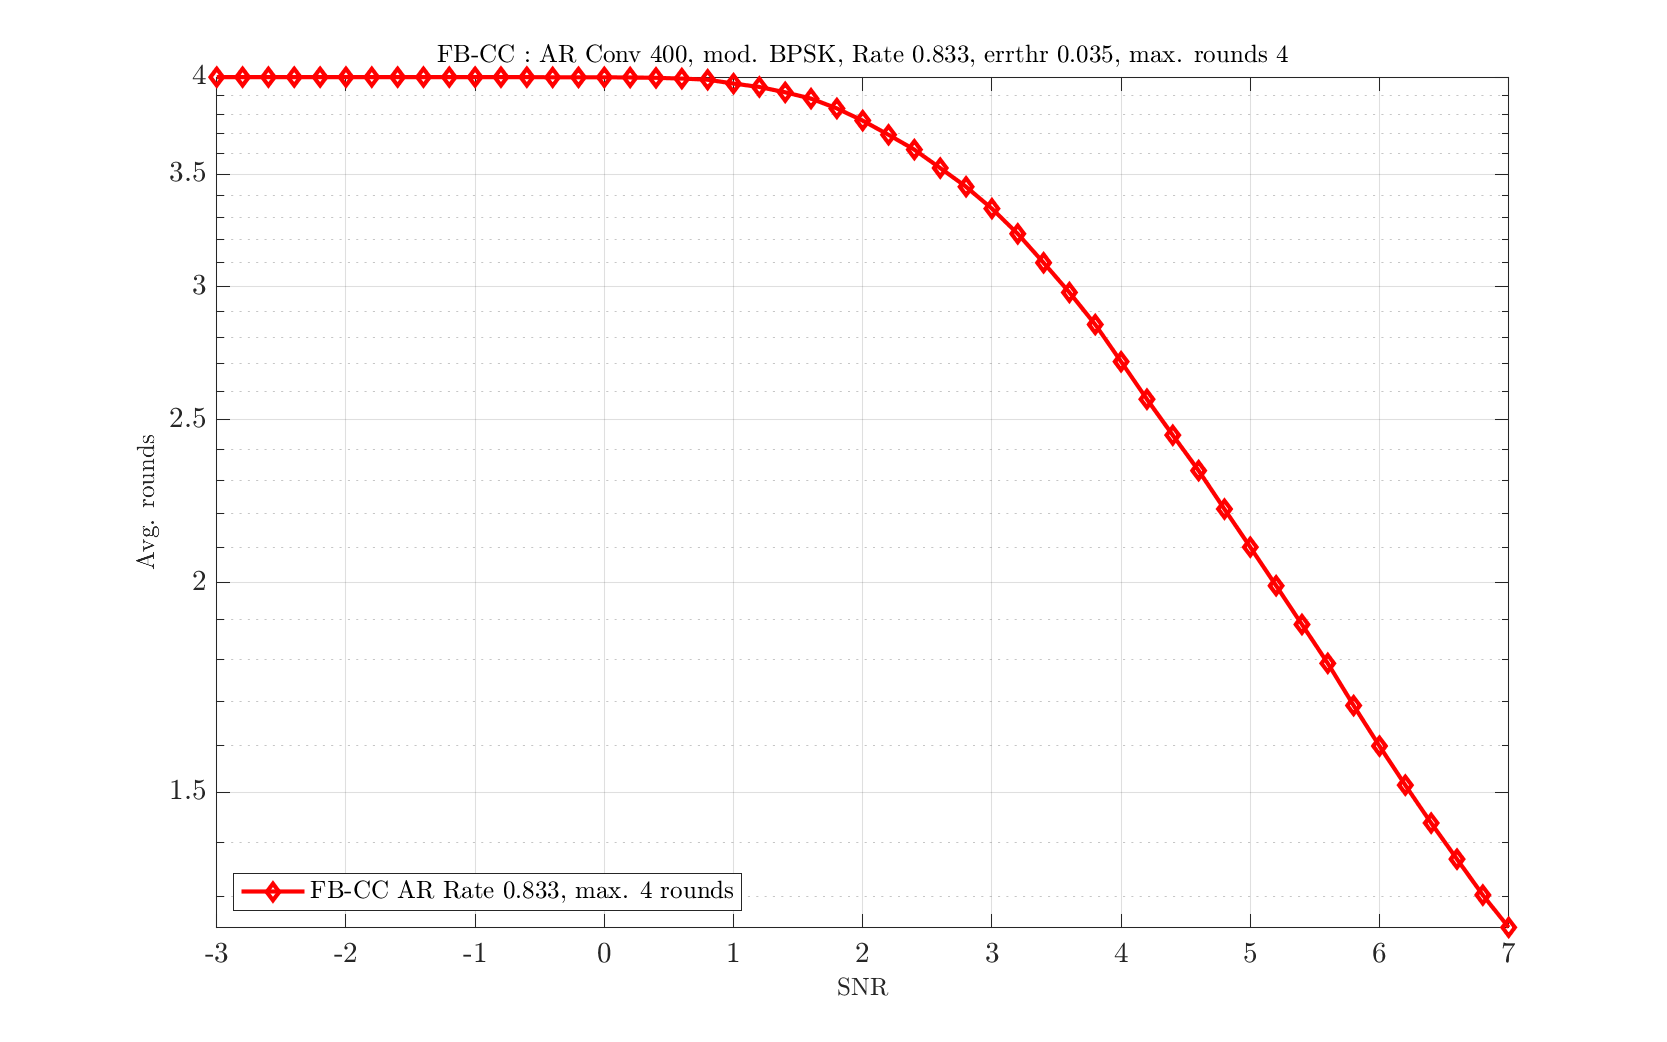 FB-CC : AR Conv 400, mod. BPSK, Rate 0.833, errthr 0.035, max. rounds 4
4
3.5
3
2.5
2
1.5
Avg. rounds
FB-CC AR Rate 0.833, max. 4 rounds
-3 -2 -1 0 1 2 3 4 5 6 7
SNR